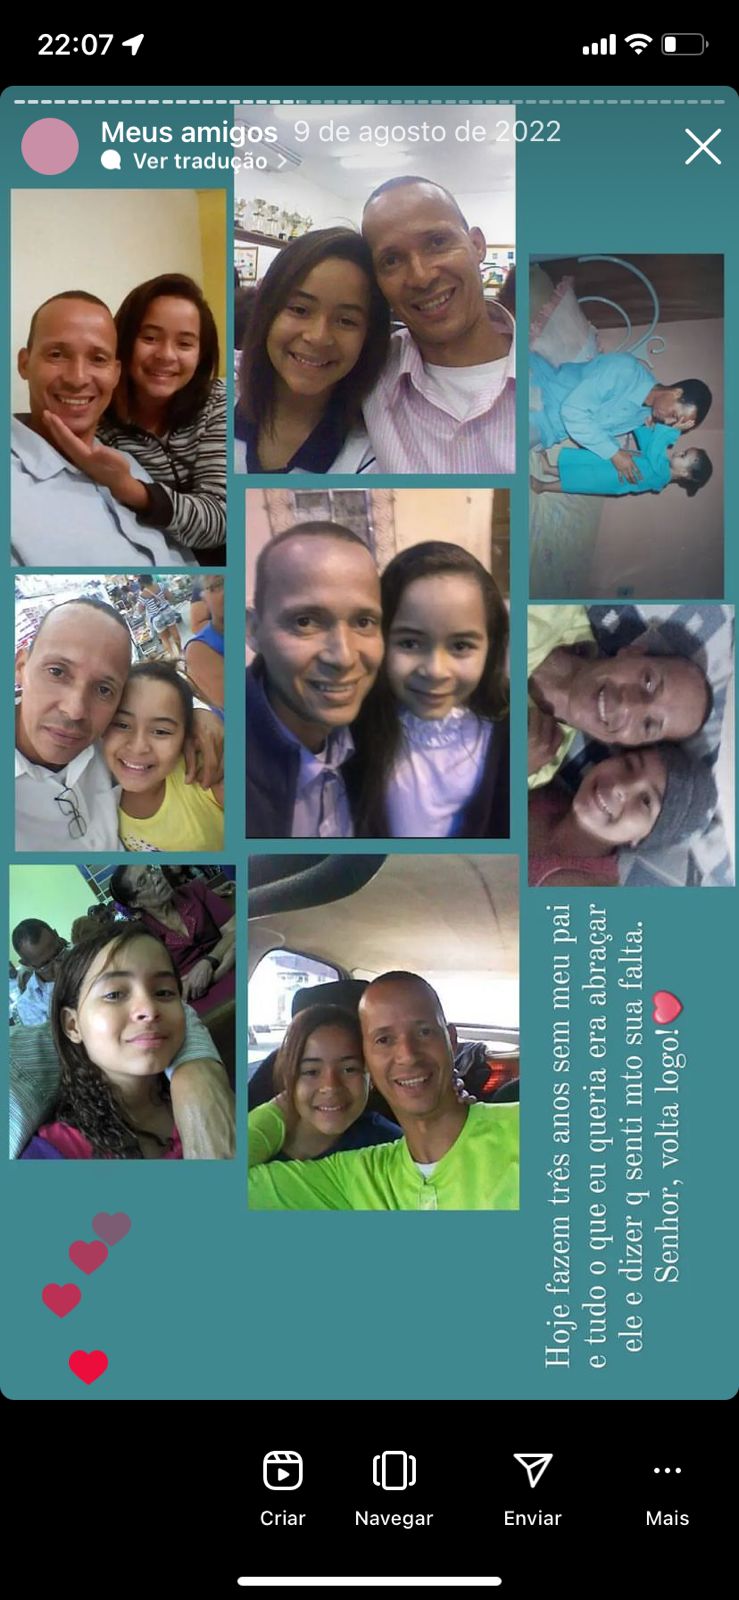 22:07
Meus amigos 9 de agosto de 2022
Ver tradução
Hoje fazem três anos sem meu pai
e tudo o que eu queria era abraçar
ele e dizer q senti mto sua falta.
Senhor, volta logo!❤️
Criar
Navegar
Enviar
Mais